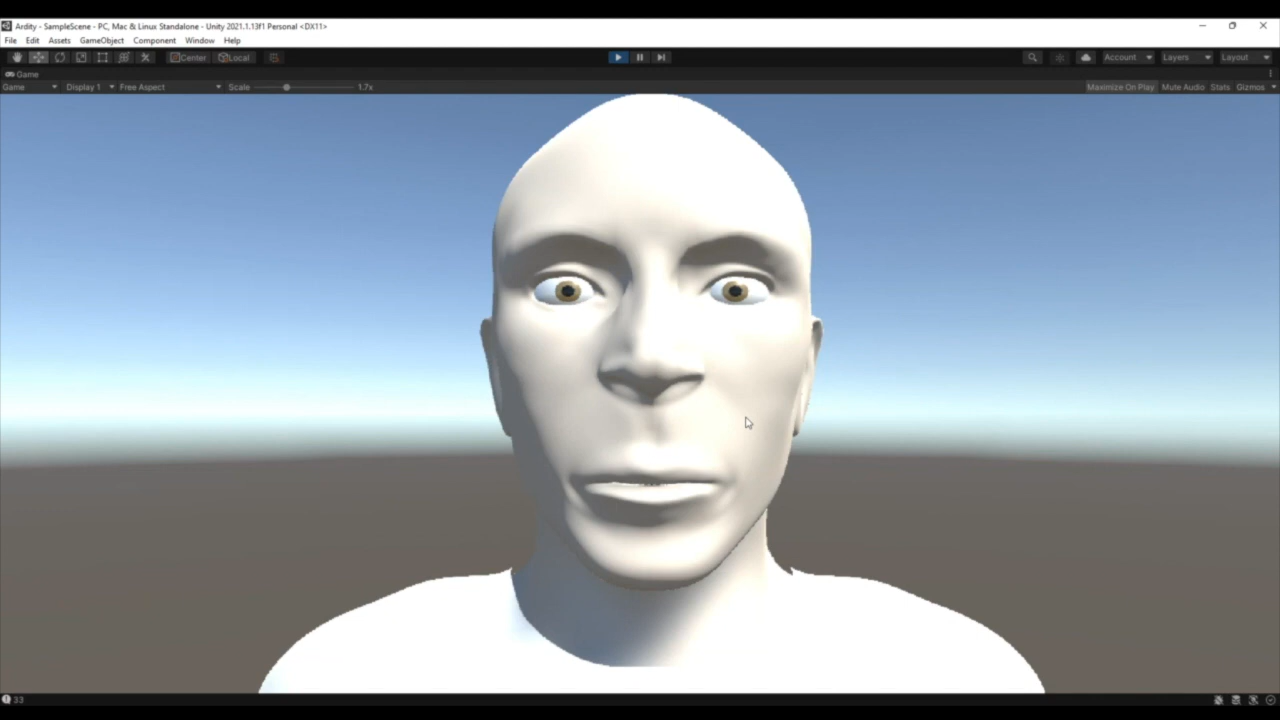 Ardity - SampleScene - PC, Mac & Linux Standalone - Unity 2021.1.13f1 Personal <DX11>
File Edit Assets GameObject Component Window Help
Center Local Account Layers Layout
Game
Game Display 1 Free Aspect Scale 1.7x Maximize On Play Mute Audio Stats Gizmos
33